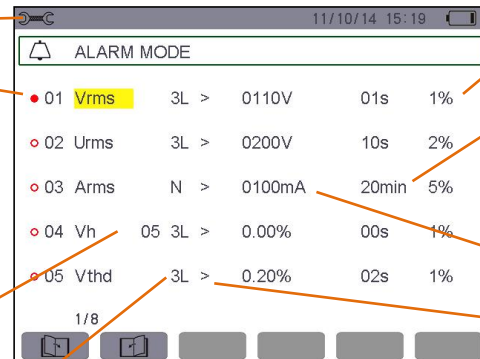 11/10/14 15:19
ALARM MODE
01 Vrms 3L > 0110V 01s 1%
02 Urms 3L > 0200V 10s 2%
03 Arms N > 0100mA 20min 5%
04 Vh 05 3L > 0.00% 00s 1%
05 Vthd 3L > 0.20% 02s 1%
1/8